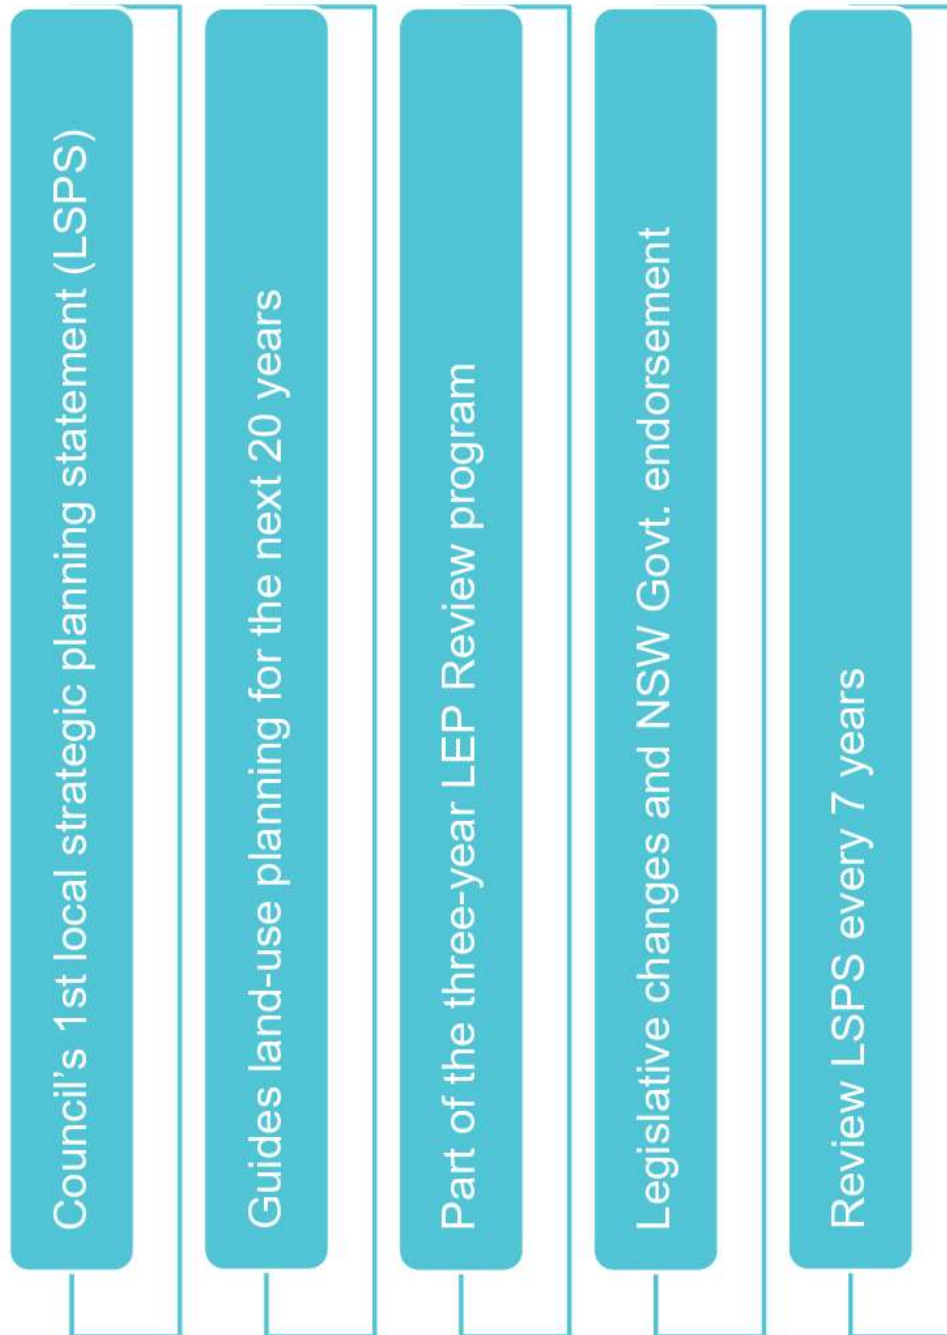 Council's 1st local strategic planning statement (LSPS)
Guides land-use planning for the next 20 years
Part of the three-year LEP Review program
Legislative changes and NSW Govt. endorsement
Review LSPS every 7 years